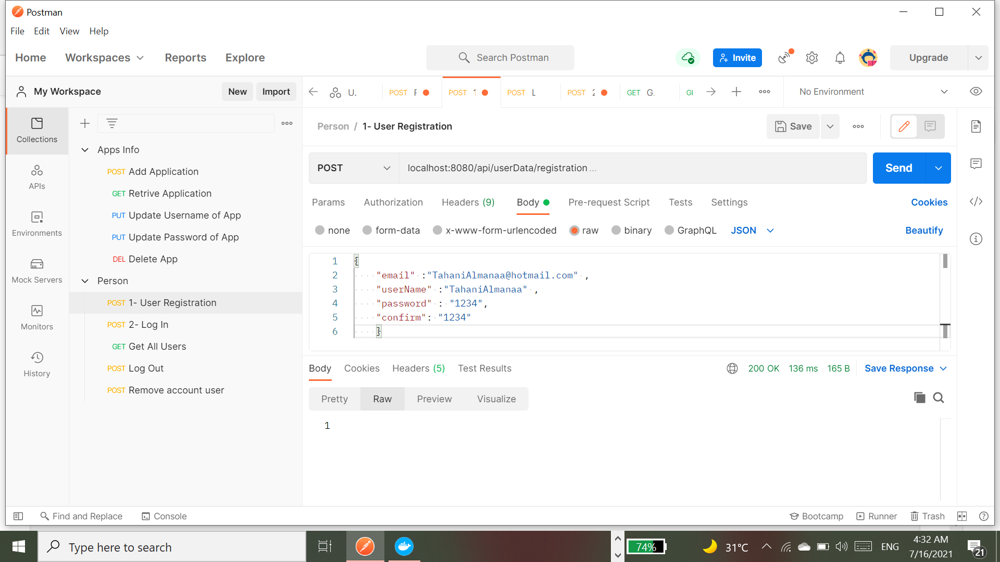 Postman
File Edit View Help
Home Workspaces Reports Explore Search Postman Invite Upgrade
My Workspace New Import U. POST POST 1 POST L POST 2 GET G. GI No Environment
Collections
APIs
Environments
Mock Servers
Monitors
History
Apps Info
POST Add Application
GET Retrive Application
PUT Update Username of App
PUT Update Password of App
DEL Delete App
Person
POST 1- User Registration
POST 2- Log In
GET Get All Users
POST Log Out
POST Remove account user
Person / 1- User Registration Save
POST localhost:8080/api/userData/registration ... Send
Params Authorization Headers (9) Body Pre-request Script Tests Settings Cookies
none form-data x-www-form-urlencoded raw binary GraphQL JSON Beautify
1 {
2 "email" :"TahaniAlmanaa@hotmail.com" ,
3 "userName" :"TahaniAlmanaa" ,
4 "password" : "1234",
5 "confirm": "1234"
6 }
Body Cookies Headers (5) Test Results 200 OK 136 ms 165 B Save Response
Pretty Raw Preview Visualize
1
Find and Replace Console Bootcamp Runner Trash
Type here to search 74% 31°C ENG 4:32 AM
7/16/2021 21